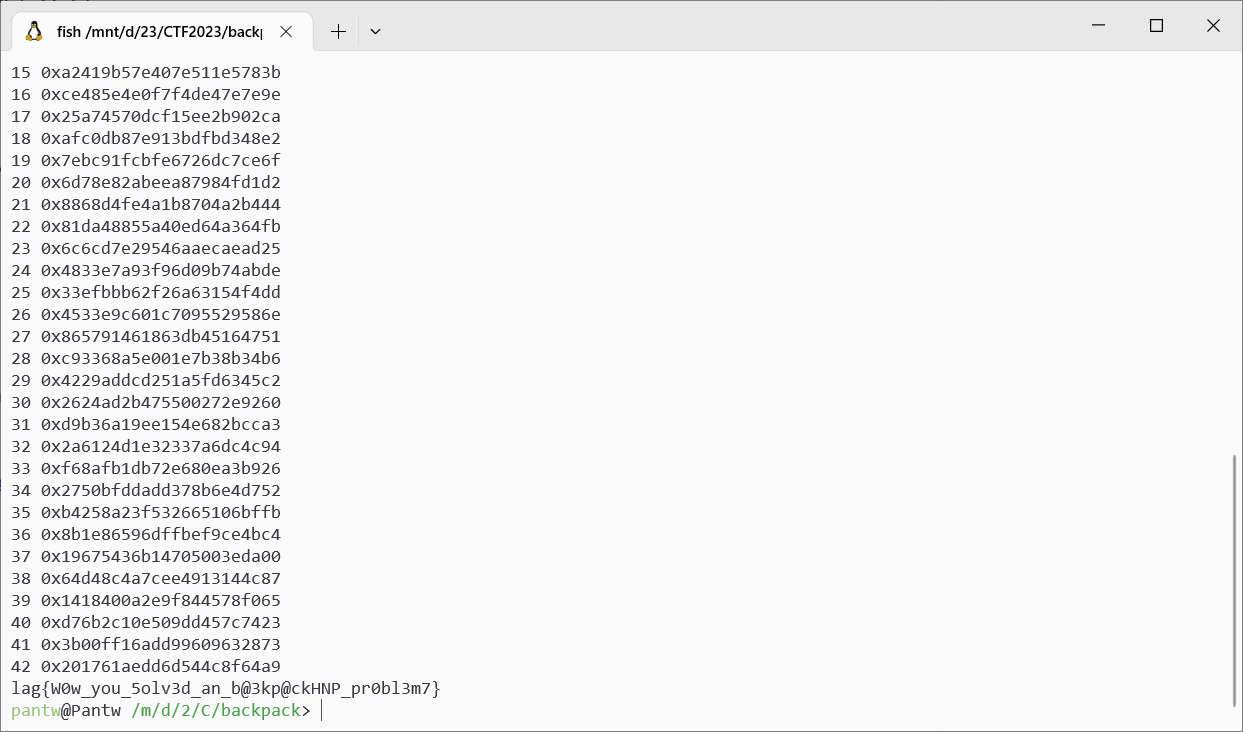 fish /mnt/d/23/CTF2023/back
15 0xa2419b57e407e511e5783b
16 0xce485e4e0f7f4de47e7e9e
17 0x25a74570dcf15ee2b902ca
18 0xafc0db87e913bdfbd348e2
19 0x7ebc91fcbfe6726dc7ce6f
20 0x6d78e82abeea87984fd1d2
21 0x8868d4fe4a1b8704a2b444
22 0x81da48855a40ed64a364fb
23 0x6c6cd7e29546aaecaead25
24 0x4833e7a93f96d09b74abde
25 0x33efbbb62f26a63154f4dd
26 0x4533e9c601c7095529586e
27 0x865791461863db45164751
28 0xc93368a5e001e7b38b34b6
29 0x4229addcd251a5fd6345c2
30 0x2624ad2b475500272e9260
31 0xd9b36a19ee154e682bcca3
32 0x2a6124d1e32337a6dc4c94
33 0xf68afb1db72e680ea3b926
34 0x2750bfddadd378b6e4d752
35 0xb4258a23f532665106bffb
36 0x8b1e86596dffbef9ce4bc4
37 0x19675436b14705003eda00
38 0x64d48c4a7cee4913144c87
39 0x1418400a2e9f844578f065
40 0xd76b2c10e509dd457c7423
41 0x3b00ff16add99609632873
42 0x201761aedd6d544c8f64a9
lag{W0w_you_5olv3d_an_b@3kp@ckHNP_pr0bl3m7}
pantw@Pantw /m/d/2/C/backpack>